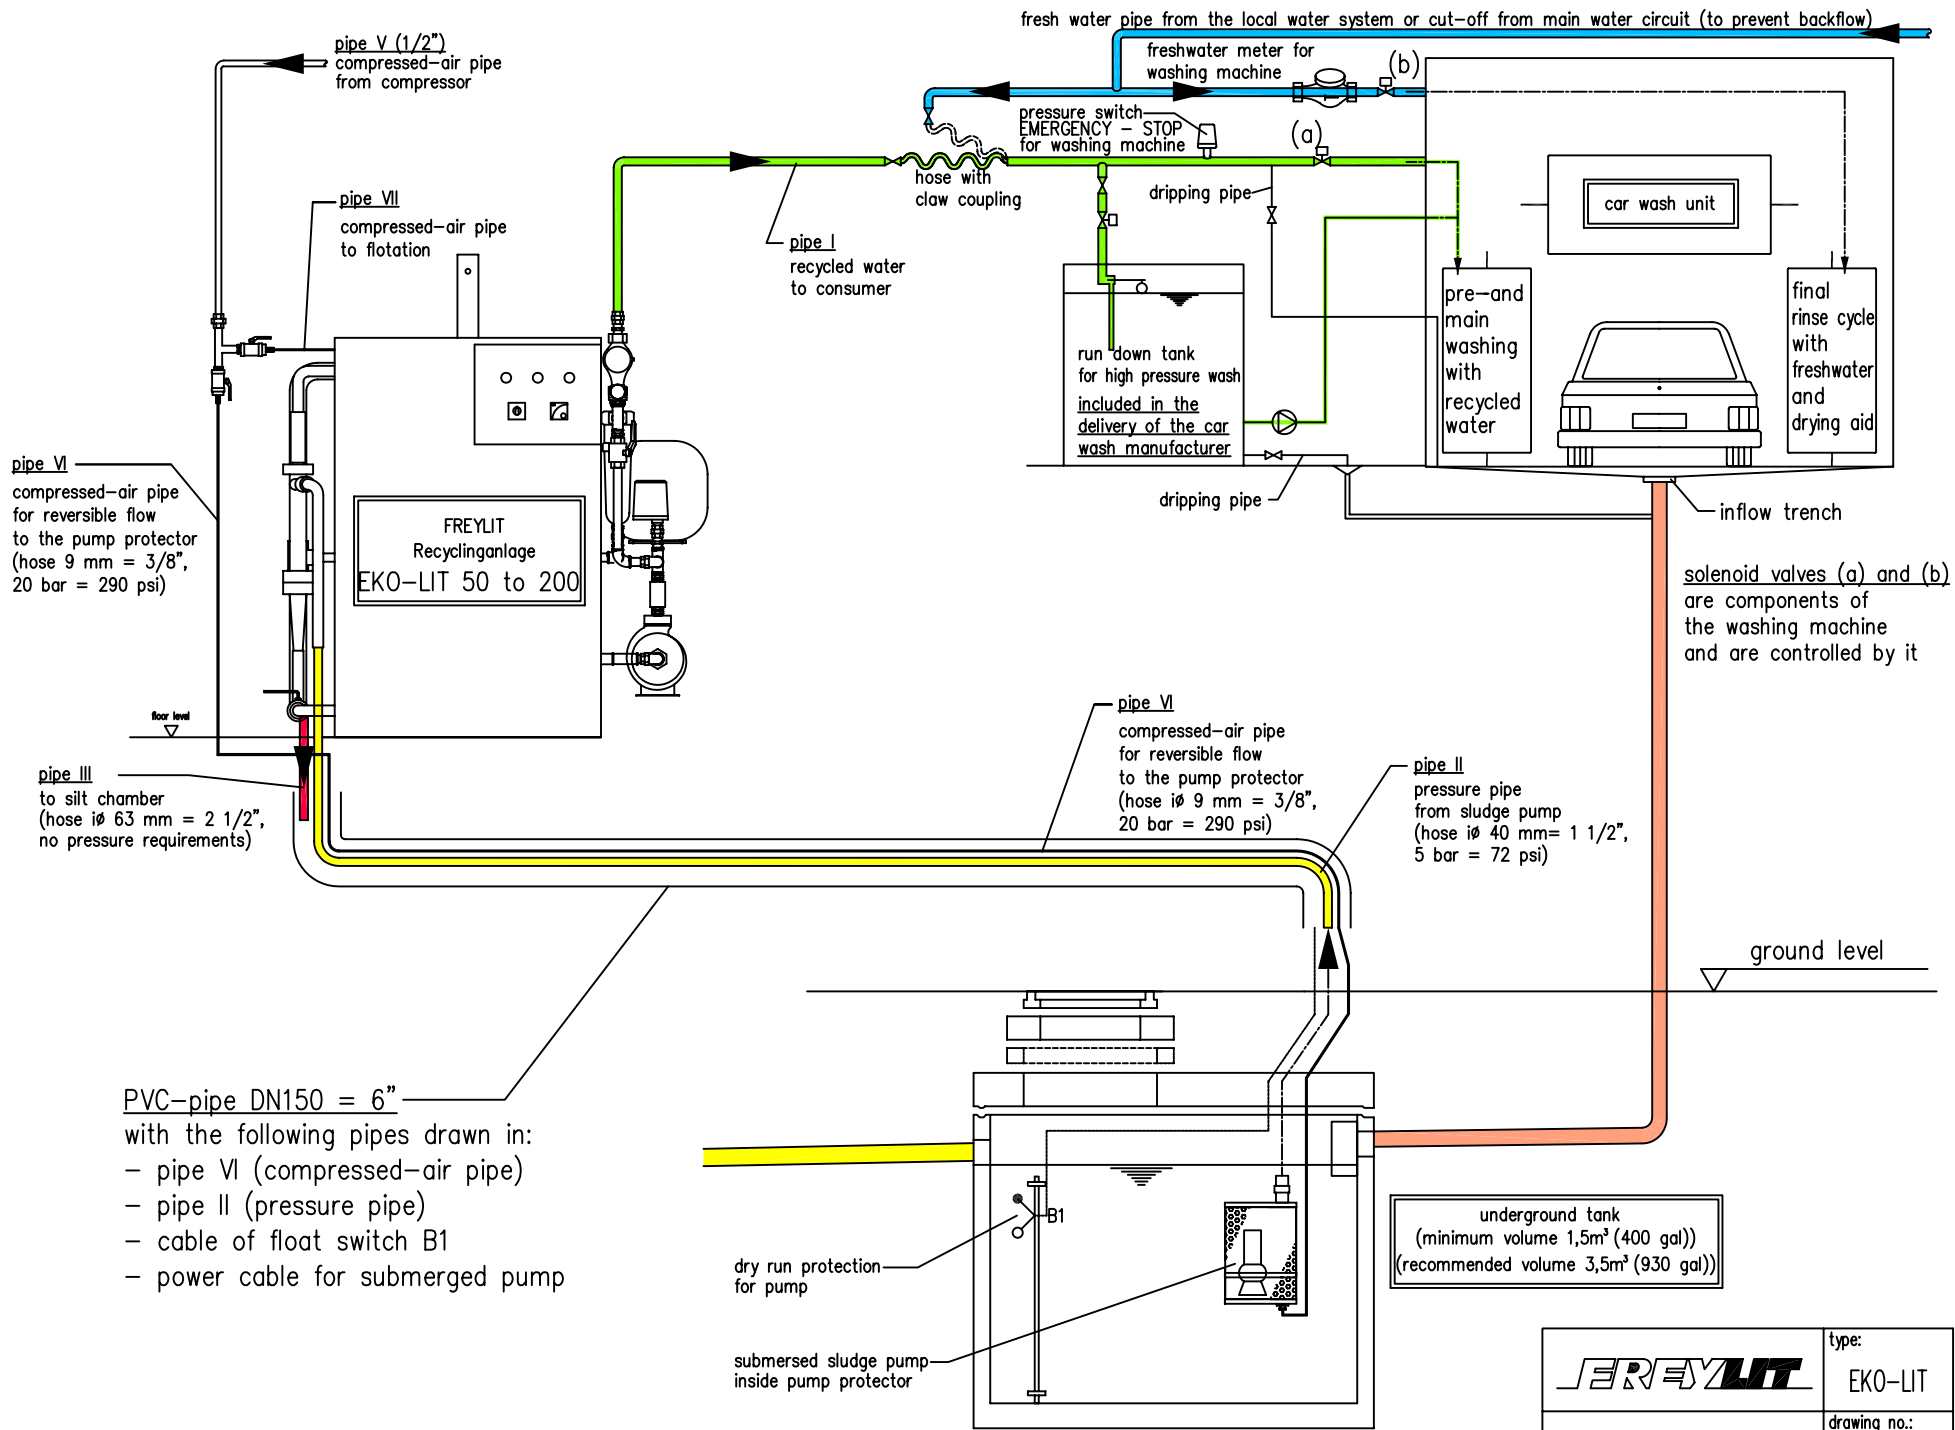 fresh water pipe from the local water system or cut-off from main water circuit (to prevent backflow)
pipe V (1/2")
compressed-air pipe
from compressor
freshwater meter for
washing machine
(b)
pressure switch
EMERGENCY - STOP
for washing machine
(a)
hose with
claw coupling
dripping pipe
car wash unit
pipe VII
compressed-air pipe
to flotation
pipe I
recycled water
to consumer
pre-and
main
washing
with
recycled
water
final
rinse cycle
with
freshwater
and
drying aid
run down tank
for high pressure wash
included in the
delivery of the car
wash manufacturer
dripping pipe
inflow trench
pipe VI
compressed-air pipe
for reversible flow
to the pump protector
(hose 9 mm = 3/8",
20 bar = 290 psi)
FREYLIT
Recyclinganlage
EKO-LIT 50 to 200
solenoid valves (a) and (b)
are components of
the washing machine
and are controlled by it
floor level
pipe III
to silt chamber
(hose iø 63 mm = 2 1/2",
no pressure requirements)
pipe VI
compressed-air pipe
for reversible flow
to the pump protector
(hose iø 9 mm = 3/8",
20 bar = 290 psi)
pipe II
pressure pipe
from sludge pump
(hose iø 40 mm= 1 1/2",
5 bar = 72 psi)
ground level
PVC-pipe DN150 = 6"
with the following pipes drawn in:
- pipe VI (compressed-air pipe)
- pipe II (pressure pipe)
- cable of float switch B1
- power cable for submerged pump
B1
dry run protection
for pump
submersed sludge pump
inside pump protector
underground tank
(minimum volume 1,5m³ (400 gal))
(recommended volume 3,5m³ (930 gal))
FREYLIT
type:
EKO-LIT
drawing no.: